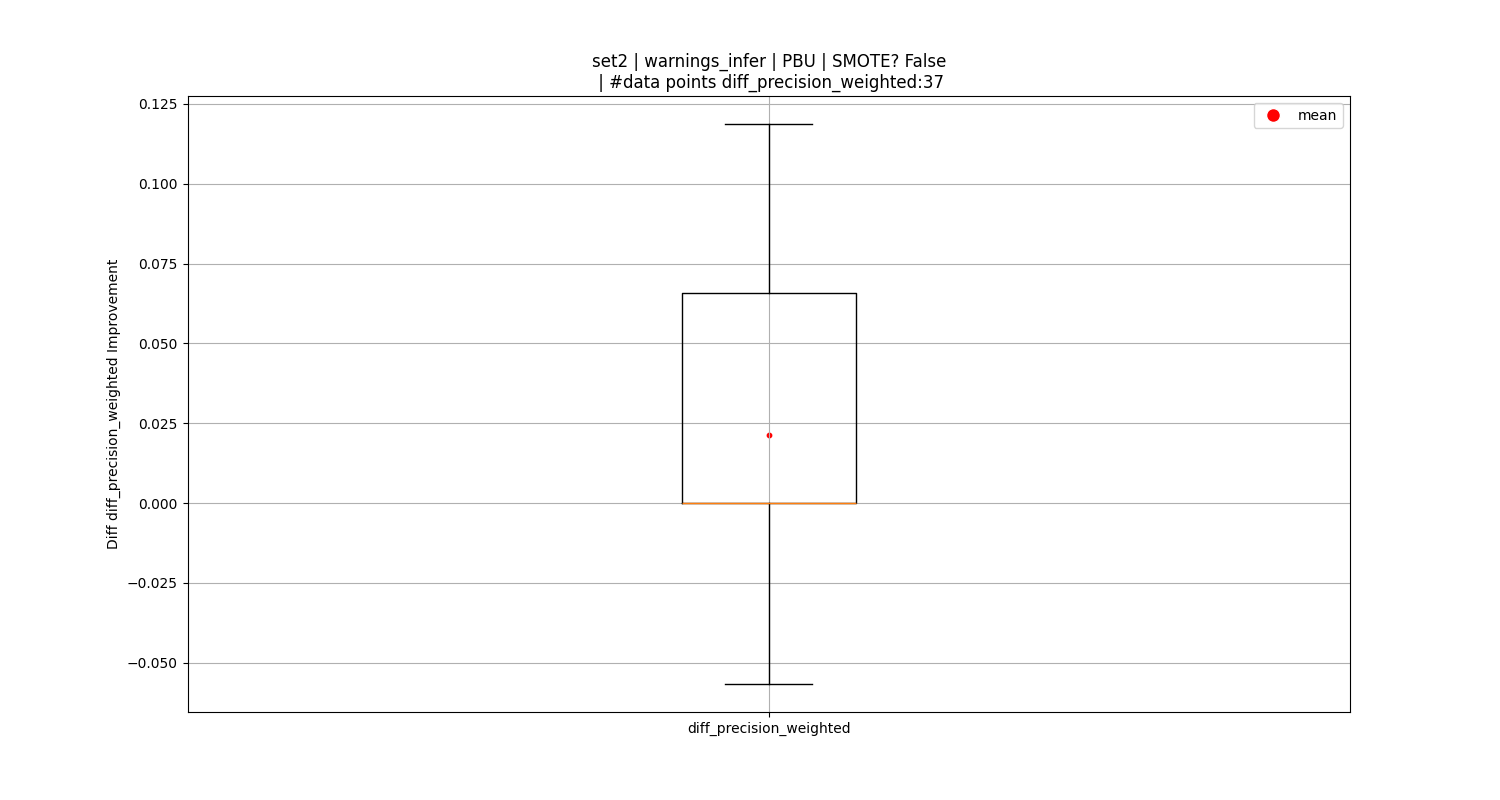 set2 | warnings_infer | PBU | SMOTE? False
| #data points diff_precision_weighted:37
mean
0.125
0.100
0.075
0.050
0.025
0.000
−0.025
−0.050
Diff diff_precision_weighted Improvement
diff_precision_weighted